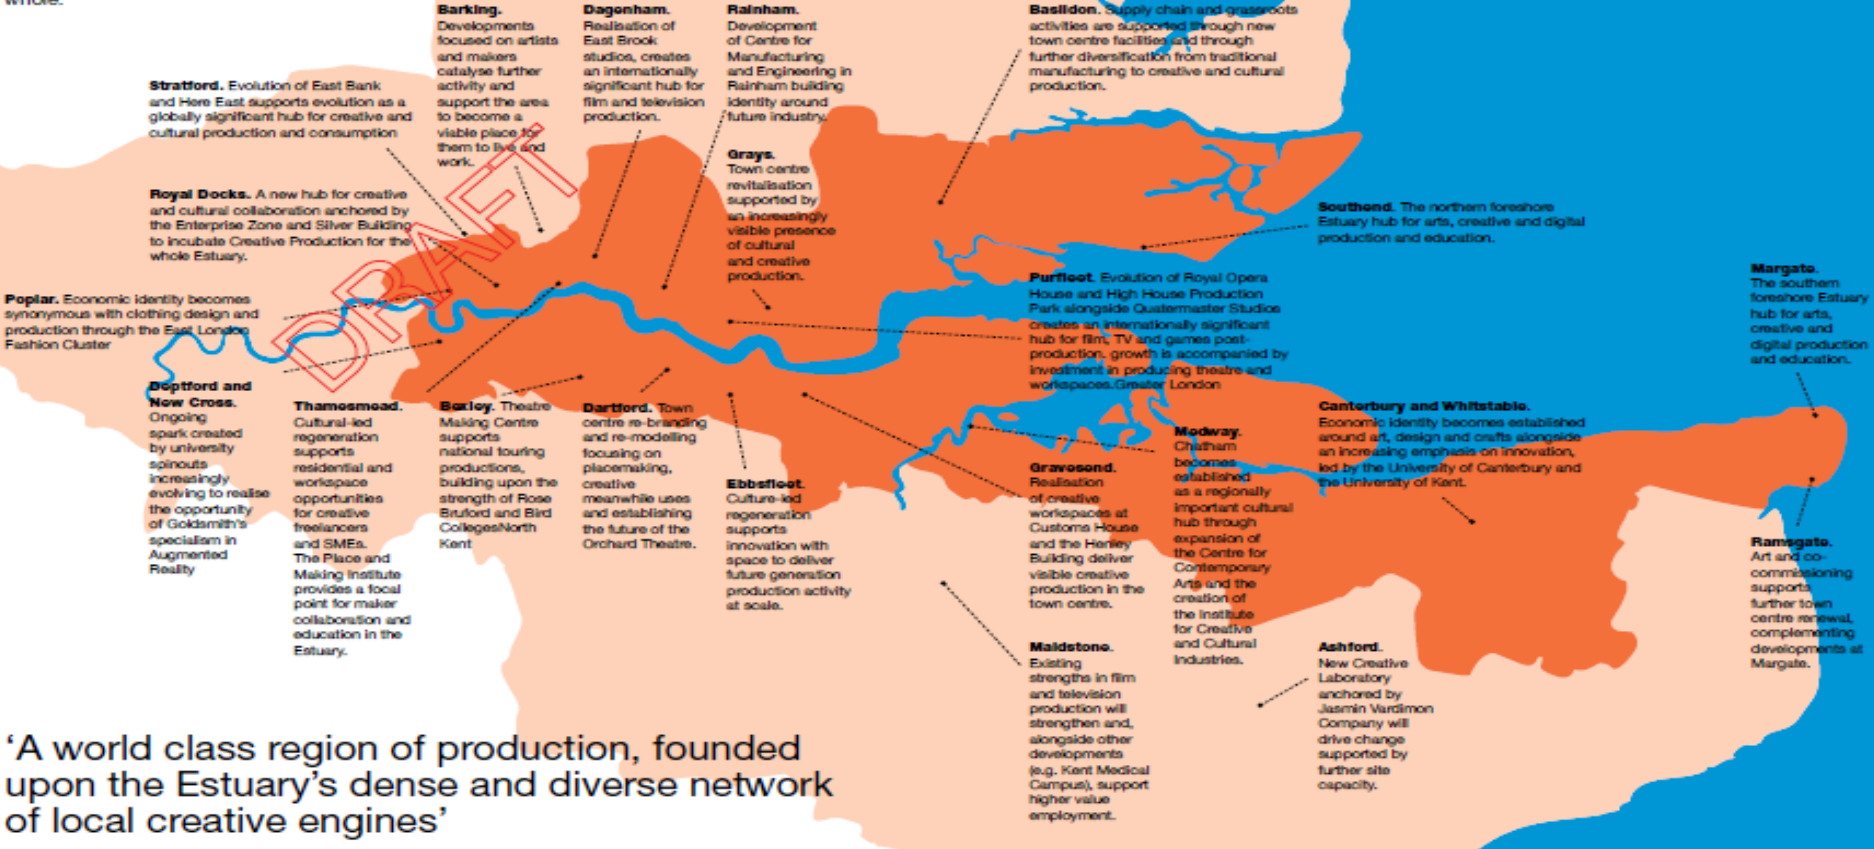 whole.
Barking.
Developments
focused on artists
and makers
catalyse further
activity and
support the area
to become a
viable place for
them to live and
work.
Dagenham.
Realisation of
East Brook
studios, creates
an internationally
significant hub for
film and television
production.
Rainham.
Development
of Centre for
Manufacturing
and Engineering in
Rainham building
identity around
future industry.
Basildon. Supply chain and grassroots
activities are supported through new
town centre facilities and through
further diversification from traditional
manufacturing to creative and cultural
production.
Stratford. Evolution of East Bank
and Here East supports evolution as a
globally significant hub for creative and
cultural production and consumption
Grays.
Town centre
revitalisation
supported by
an increasingly
visible presence
of cultural
and creative
production.
Royal Docks. A new hub for creative
and cultural collaboration anchored by
the Enterprise Zone and Silver Building
to incubate Creative Production for the
whole Estuary.
DRAFT
Southend. The northern foreshore
Estuary hub for arts, creative and digital
production and education.
Poplar. Economic identity becomes
synonymous with clothing design and
production through the East London
Fashion Cluster
Purfleet. Evolution of Royal Opera
House and High House Production
Park alongside Quatermaster Studios
creates an internationally significant
hub for film, TV and games post-
production. growth is accompanied by
investment in producing theatre and
workspaces.Greater London
Margate.
The southern
foreshore Estuary
hub for arts,
creative and
digital production
and education.
Deptford and
New Cross.
Ongoing
spark created
by university
spinouts
increasingly
evolving to realise
the opportunity
of Goldsmith's
specialism in
Augmented
Reality
Thamesmead.
Cultural-led
regeneration
supports
residential and
workspace
opportunities
for creative
freelancers
and SMEs.
The Place and
Making Institute
provides a focal
point for maker
collaboration and
education in the
Estuary.
Bexley. Theatre
Making Centre
supports
national touring
productions,
building upon the
strength of Rose
Bruford and Bird
CollegesNorth
Kent
Dartford. Town
centre re-branding
and re-modelling
focusing on
placemaking,
creative
meanwhile uses
and establishing
the future of the
Orchard Theatre.
Ebbsfleet.
Culture-led
regeneration
supports
innovation with
space to deliver
future generation
production activity
at scale.
Gravesend.
Realisation
of creative
workspaces at
Customs House
and the Henley
Building deliver
visible creative
production in the
town centre.
Medway.
Chatham
becomes
established
as a regionally
important cultural
hub through
expansion of
the Centre for
Contemporary
Arts and the
creation of
the Institute
for Creative
and Cultural
Industries.
Canterbury and Whitstable.
Economic identity becomes established
around art, design and crafts alongside
an increasing emphasis on innovation,
led by the University of Canterbury and
the University of Kent.
Ramsgate.
Art and co-
commissioning
supports
further town
centre renewal,
complementing
developments at
Margate.
Maidstone.
Existing
strengths in film
and television
production will
strengthen and,
alongside other
developments
(e.g. Kent Medical
Campus), support
higher value
employment.
Ashford.
New Creative
Laboratory
anchored by
Jasmin Vardimon
Company will
drive change
supported by
further site
capacity.
'A world class region of production, founded
upon the Estuary's dense and diverse network
of local creative engines'